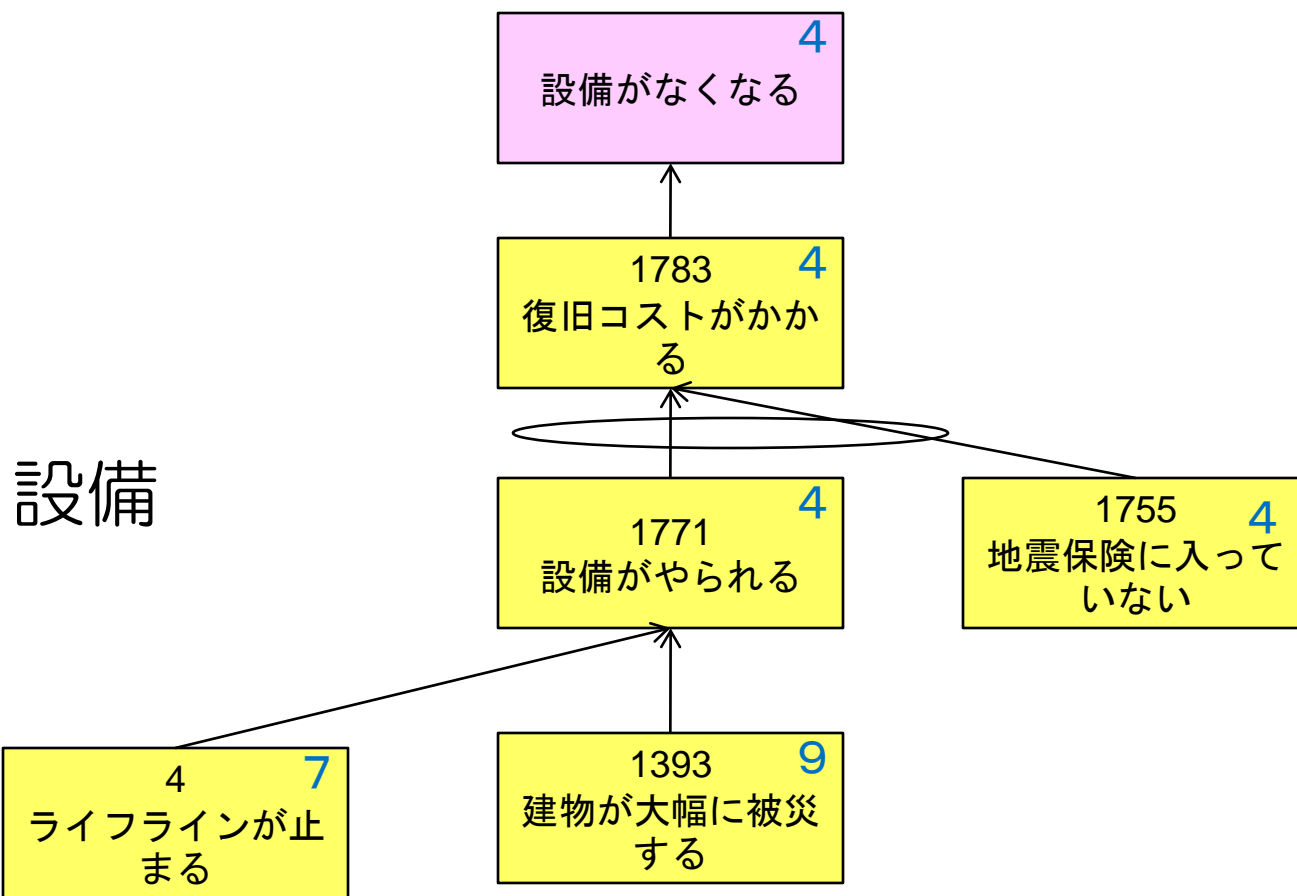 ４
設備がなくなる
1783
４
復旧コストがかか
る
設備
1771
４
設備がやられる
1755
４
地震保険に入って
いない
4
７
ライフラインが止
まる
1393
９
建物が大幅に被災
する